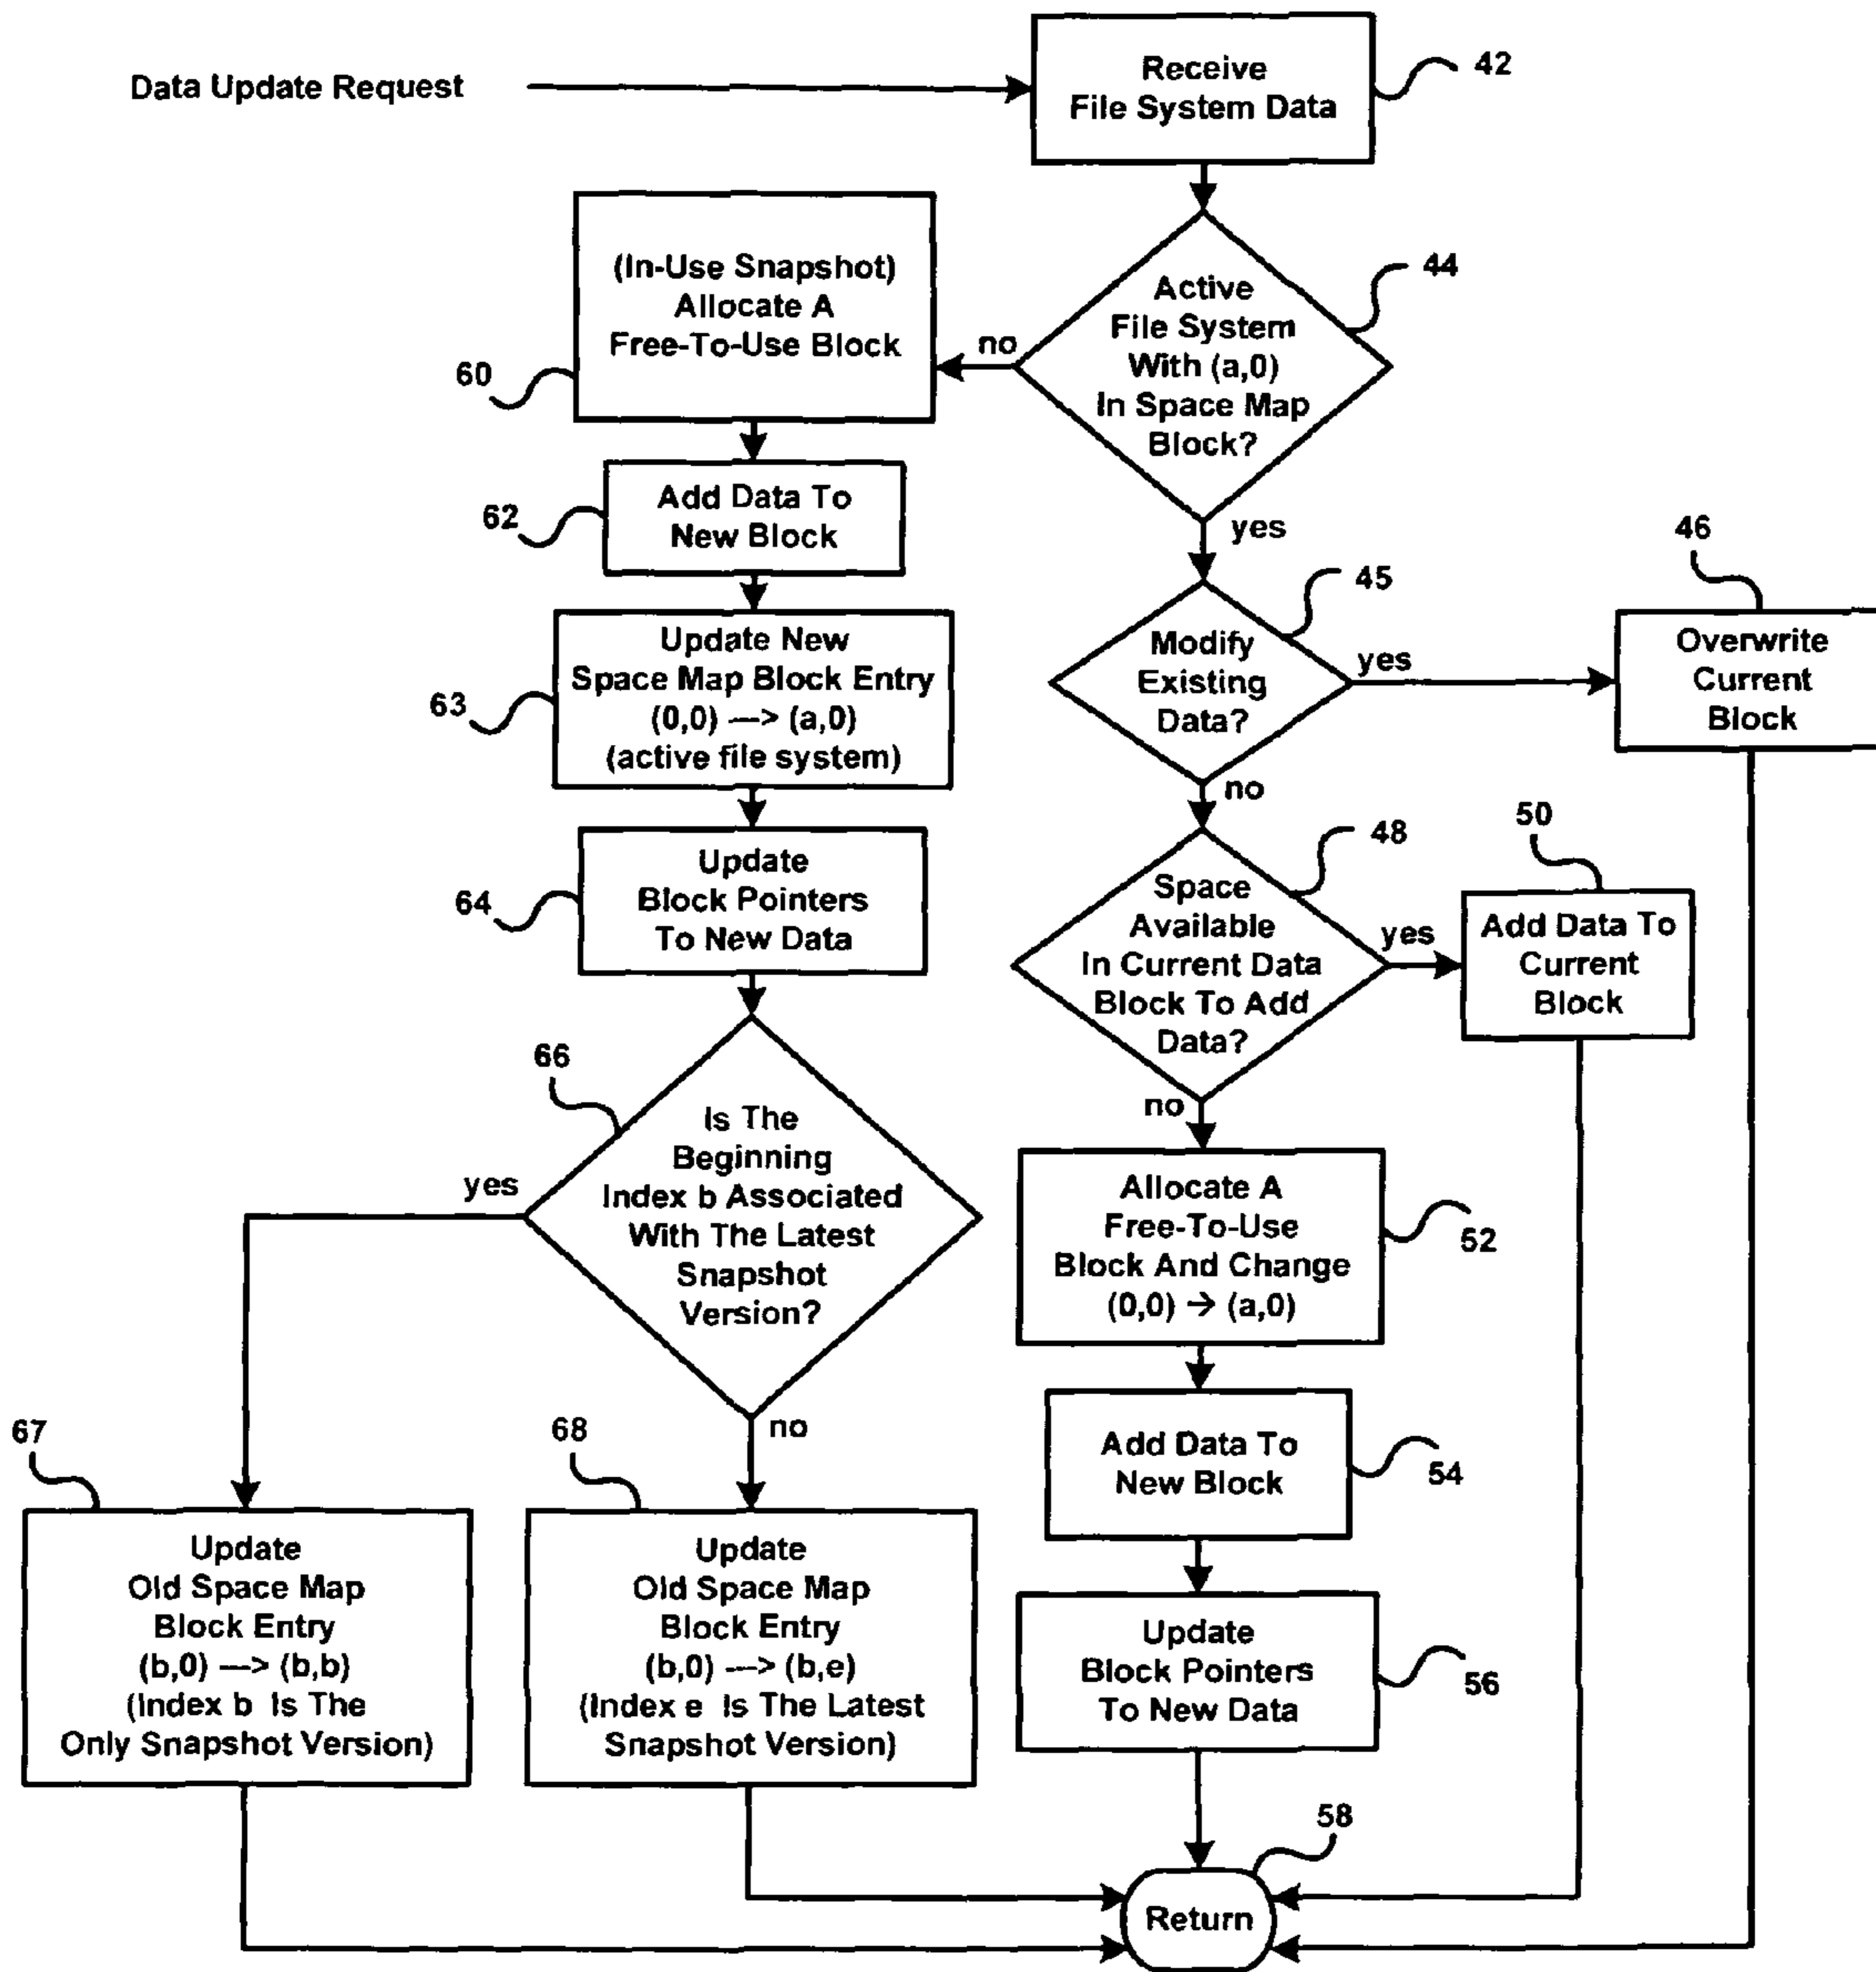 Data Update Request
Receive
File System Data
42
Active
File System
With (a,0)
In Space Map
Block?
44
no
yes
(In-Use Snapshot)
Allocate A
Free-To-Use Block
60
Add Data To
New Block
62
Update New
Space Map Block Entry
(0,0) —> (a,0)
(active file system)
63
Update
Block Pointers
To New Data
64
Is The
Beginning
Index b Associated
With The Latest
Snapshot
Version?
66
yes
no
Update
Old Space Map
Block Entry
(b,0) —> (b,b)
(Index b Is The
Only Snapshot Version)
67
Update
Old Space Map
Block Entry
(b,0) —> (b,e)
(Index e Is The Latest
Snapshot Version)
68
Modify
Existing
Data?
45
yes
no
Overwrite
Current
Block
46
Space
Available
In Current Data
Block To Add
Data?
48
yes
no
Add Data To
Current
Block
50
Allocate A
Free-To-Use
Block And Change
(0,0) → (a,0)
52
Add Data To
New Block
54
Update
Block Pointers
To New Data
56
Return
58